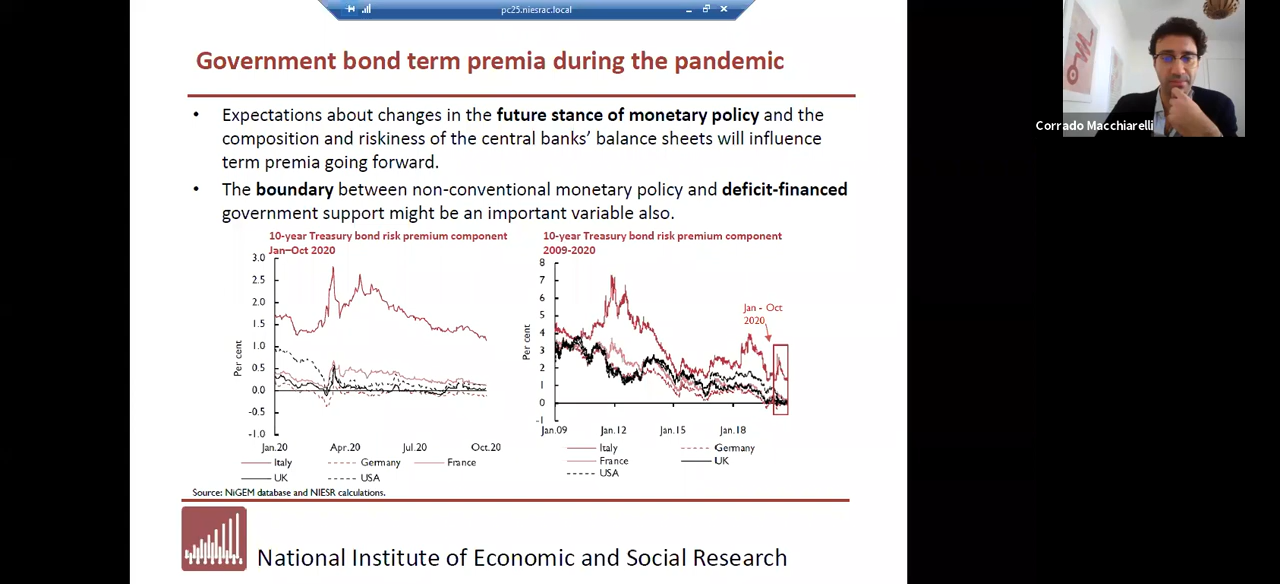 pc25.niesrac.local
Government bond term premia during the pandemic
• Expectations about changes in the future stance of monetary policy and the
composition and riskiness of the central banks' balance sheets will influence
term premia going forward.
• The boundary between non-conventional monetary policy and deficit-financed
government support might be an important variable also.
10-year Treasury bond risk premium component
Jan–Oct 2020
3.0
2.5
2.0
1.5
1.0
0.5
0.0
-0.5
-1.0
Per cent
Jan.20 Apr.20 Jul.20 Oct.20
Italy Germany France
UK USA
10-year Treasury bond risk premium component
2009-2020
8
7
6
5
4
3
2
1
0
-1
Per cent
Jan - Oct
2020
Jan.09 Jan.12 Jan.15 Jan.18
Italy Germany
France UK
USA
Source: NiGEM database and NIESR calculations.
National Institute of Economic and Social Research
Corrado Macchiarelli